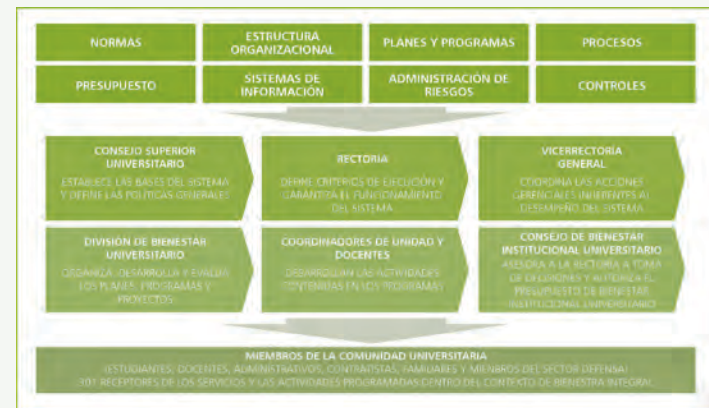 NORMAS
ESTRUCTURA
ORGANIZACIONAL
PLANES Y PROGRAMAS
PROCESOS
PRESUPUESTO
SISTEMAS DE
INFORMACIÓN
ADMINISTRACIÓN DE
RIESGOS
CONTROLES
CONSEJO SUPERIOR
UNIVERSITARIO
ESTABLECE LAS BASES DEL SISTEMA
Y DEFINE LAS POLÍTICAS GENERALES
RECTORIA
DEFINE CRITERIOS DE EJECUCIÓN Y
GARANTIZA EL FUNCIONAMIENTO
DEL SISTEMA
VICERRECTORÍA
GENERAL
COORDINA LAS ACCIONES
GERENCIALES INHERENTES AL
DESEMPEÑO DEL SISTEMA
DIVISIÓN DE BIENESTAR
UNIVERSITARIO
ORGANIZA, DESARROLLA Y EVALÚA
LOS PLANES, PROGRAMAS Y
PROYECTOS
COORDINADORES DE UNIDAD Y
DOCENTES
DESARROLLAN LAS ACTIVIDADES
CONTENIDAS EN LOS PROGRAMAS
CONSEJO DE BIENESTAR
INSTITUCIONAL UNIVERSITARIO
ASESORA A LA RECTORIA A TOMA
DE DECISIONES Y EL
PRESUPUESTO DE BIENESTAR
INSTITUCIONAL UNIVERSITARIO
MIEMBROS DE LA COMUNIDAD UNIVERSITARIA
(ESTUDIANTES, DOCENTES, ADMINISTRATIVOS, CONTRATISTAS, FAMILIARES Y MIEMBROS DEL SECTOR DEFENSA)
RECEPTORES DE LOS SERVICIOS Y LAS ACTIVIDADES PROGRAMADAS DENTRO DEL CONTEXTO DE BIENESTRA INTEGRAL